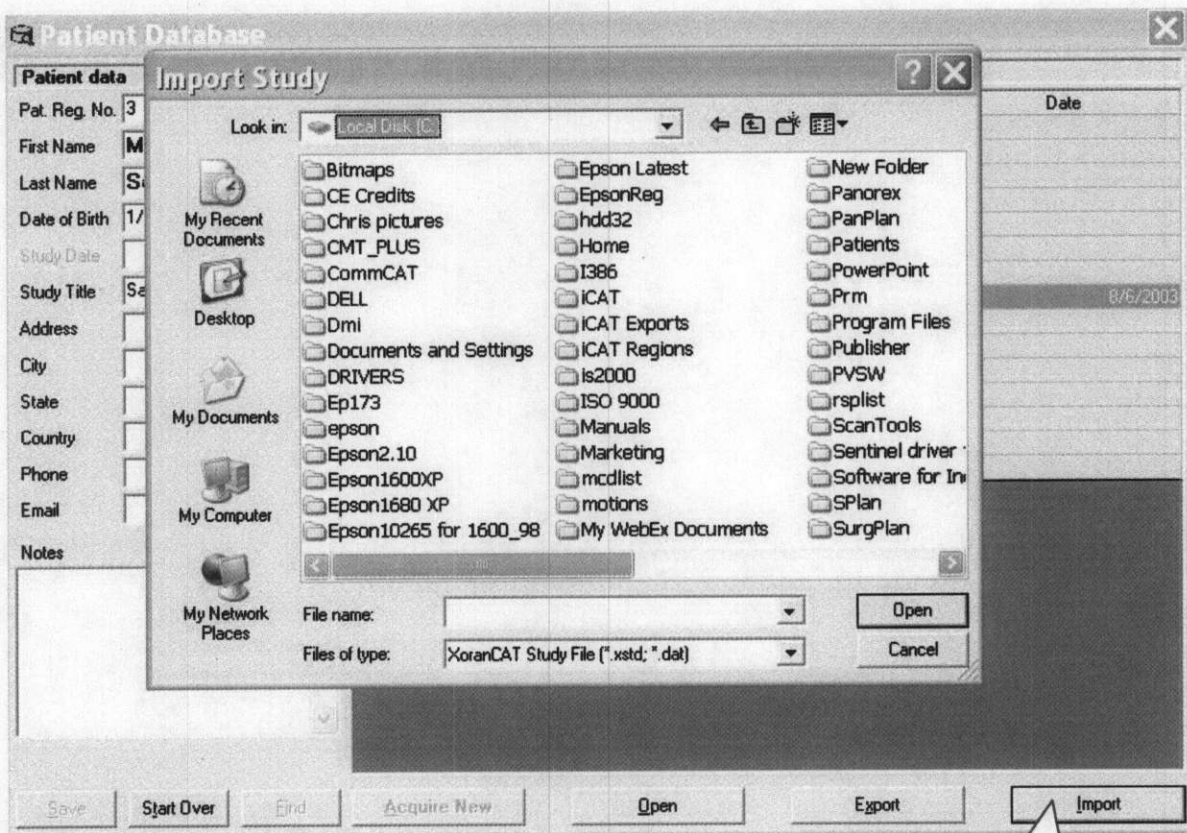 Patient Database
Patient data
Import Study
Date
Pat. Reg. No. 3
Look in: Local Disk (C:)
First Name M
Last Name
Date of Birth 1/
Study Date
Study Title Sa
8/6/2003
Address
City
State
Country
Phone
Email
Notes
My Recent
Documents
Desktop
My Documents
My Computer
My Network
Places
Bitmaps
CE Credits
Chris pictures
CMT_PLUS
CommCAT
DELL
Dmi
Documents and Settings
DRIVERS
Ep173
epson
Epson2.10
Epson1600XP
Epson1680 XP
Epson10265 for 1600_98
Epson Latest
EpsonReg
hdd32
Home
I386
iCAT
iCAT Exports
iCAT Regions
is2000
ISO 9000
Manuals
Marketing
mcdlist
motions
My WebEx Documents
New Folder
Panorex
PanPlan
Patients
PowerPoint
Prm
Program Files
Publisher
PVSW
rsplist
ScanTools
Sentinel driver
Software for In
SPlan
SurgPlan
File name:
Open
Files of type: XoranCAT Study File (*.xstd; *.dat)
Cancel
Save Start Over Find Acquire New Open Export Import